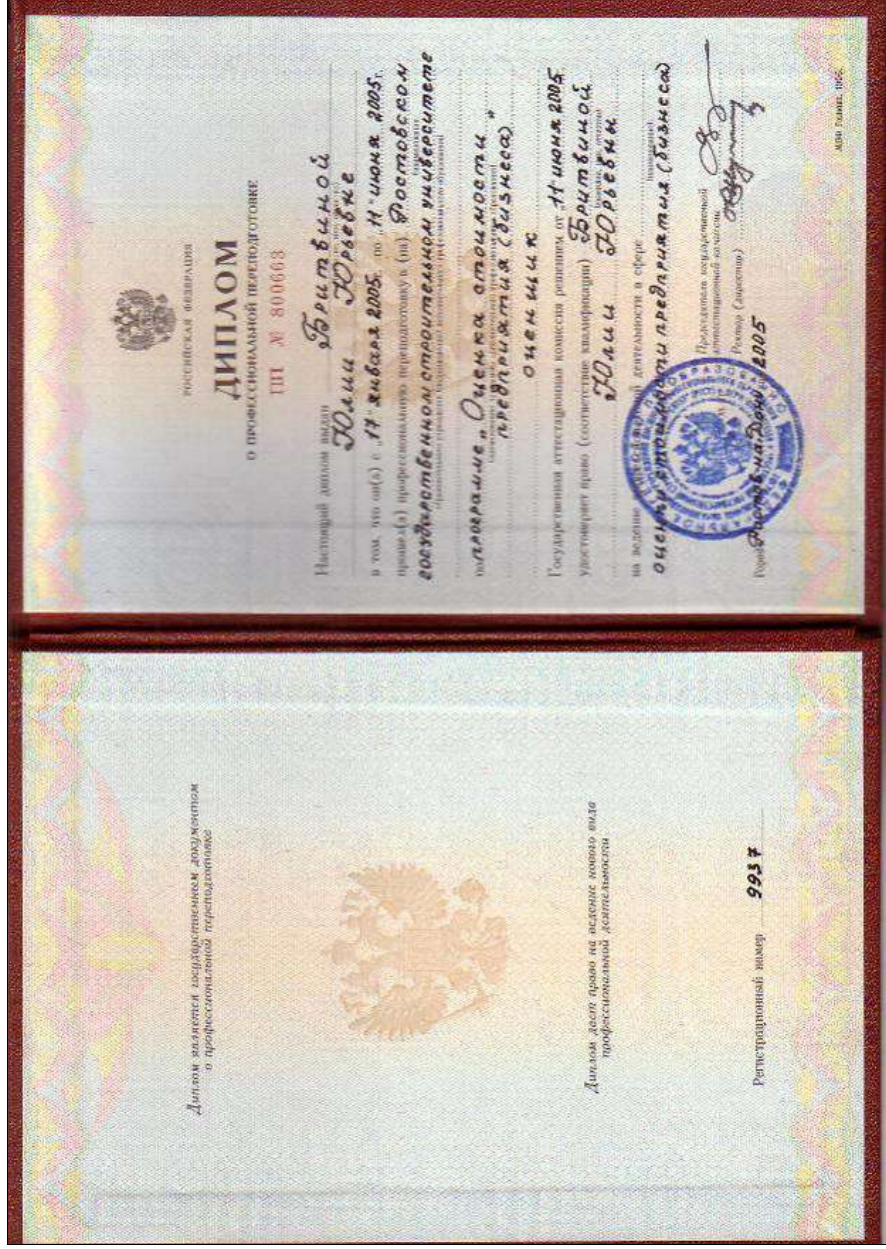 Диплом является государственным документом
о профессиональной переподготовке
Диплом дает право на ведение нового вида
профессиональной деятельности
Регистрационный номер 9937
РОССИЙСКАЯ ФЕДЕРАЦИЯ
ДИПЛОМ
О ПРОФЕССИОНАЛЬНОЙ ПЕРЕПОДГОТОВКЕ
ПП № 800663
Настоящий диплом выдан Бритвиной
Юлии Юрьевне
в том, что он(а) с „17" января 2005г. по „11" июня 2005г.
прошел(а) профессиональную переподготовку в (на) Ростовском
государственном строительном университете
по программе „Оценка стоимости
предприятия (бизнеса)"
оценщик
Государственная аттестационная комиссия решением от „11 июня 2005
удостоверяет право (соответствие квалификации) Бритвиной
Юлии Юрьевны
на ведение профессиональной деятельности в сфере
оценки стоимости предприятия (бизнеса)
Председатель государственной
аттестационной комиссии
Ректор (директор)
Город Ростов-на-Дону 2005